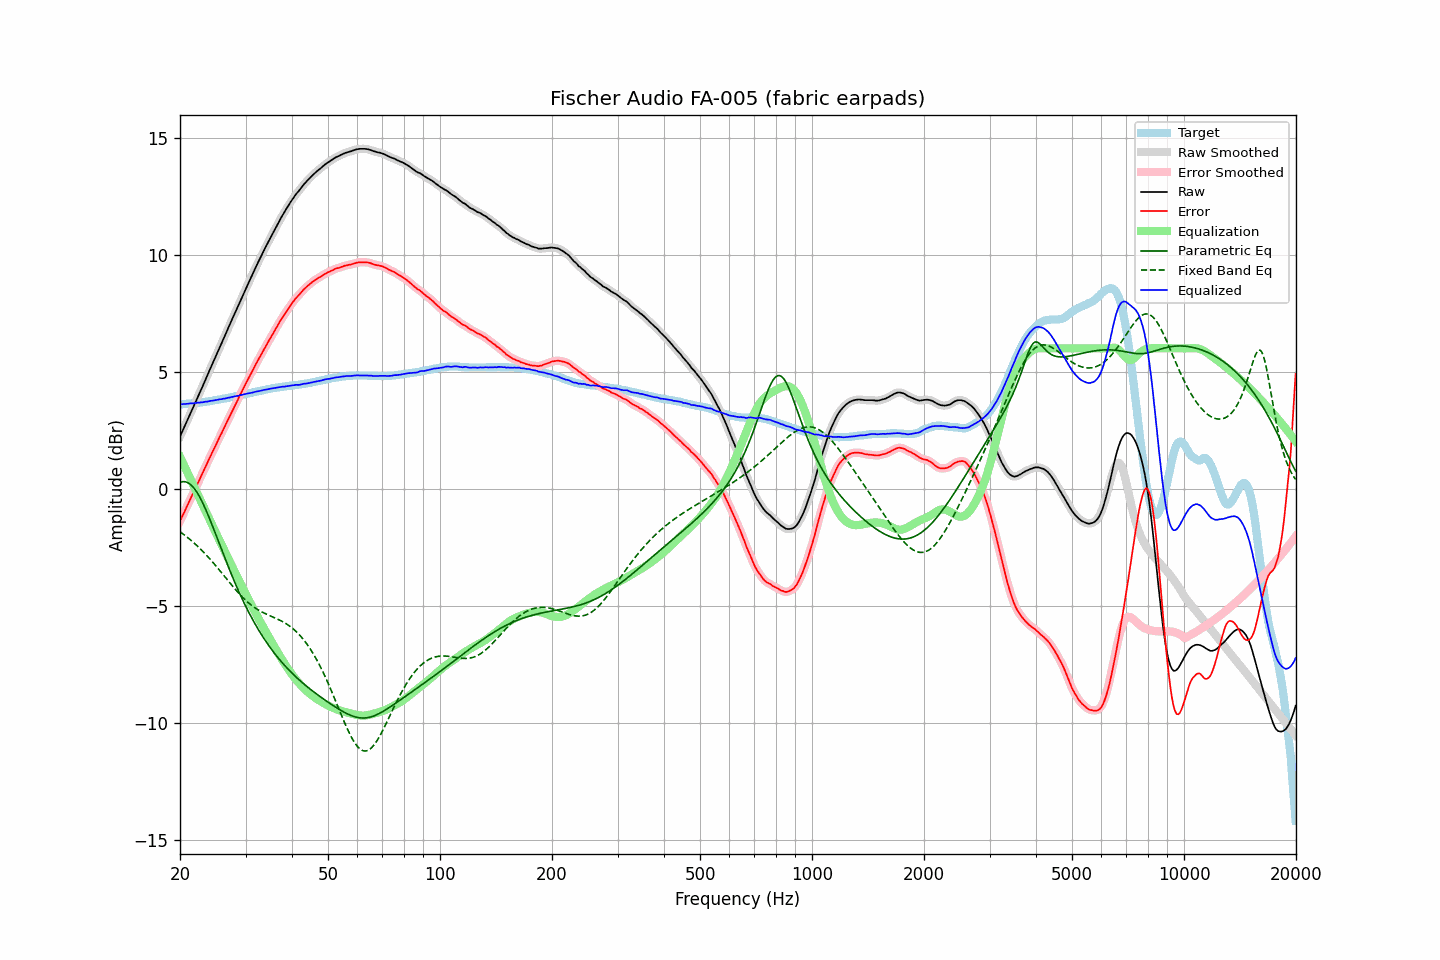 Fischer Audio FA-005 (fabric earpads)
Amplitude (dBr)
15
10
5
0
−5
−10
−15
Target
Raw Smoothed
Error Smoothed
Raw
Error
Equalization
Parametric Eq
Fixed Band Eq
Equalized
20 50 100 200 500 1000 2000 5000 10000 20000
Frequency (Hz)